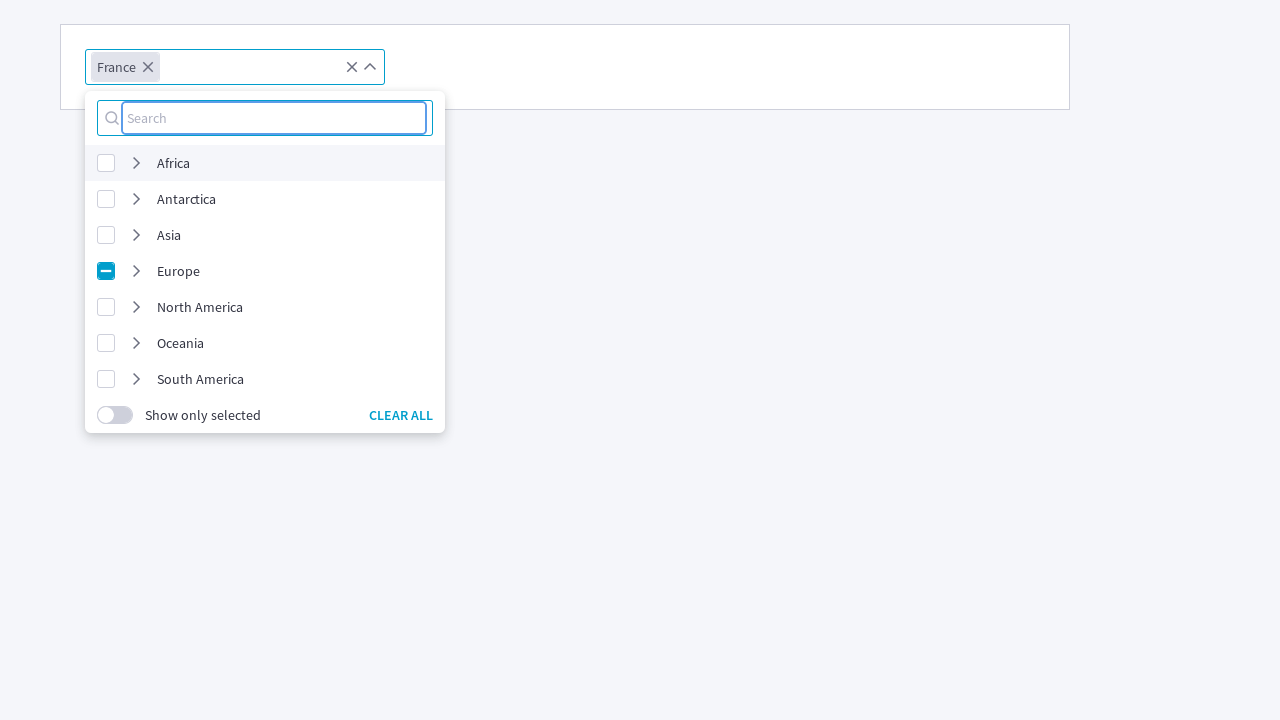 France
Search
Africa
Antarctica
Asia
Europe
North America
Oceania
South America
Show only selected CLEAR ALL